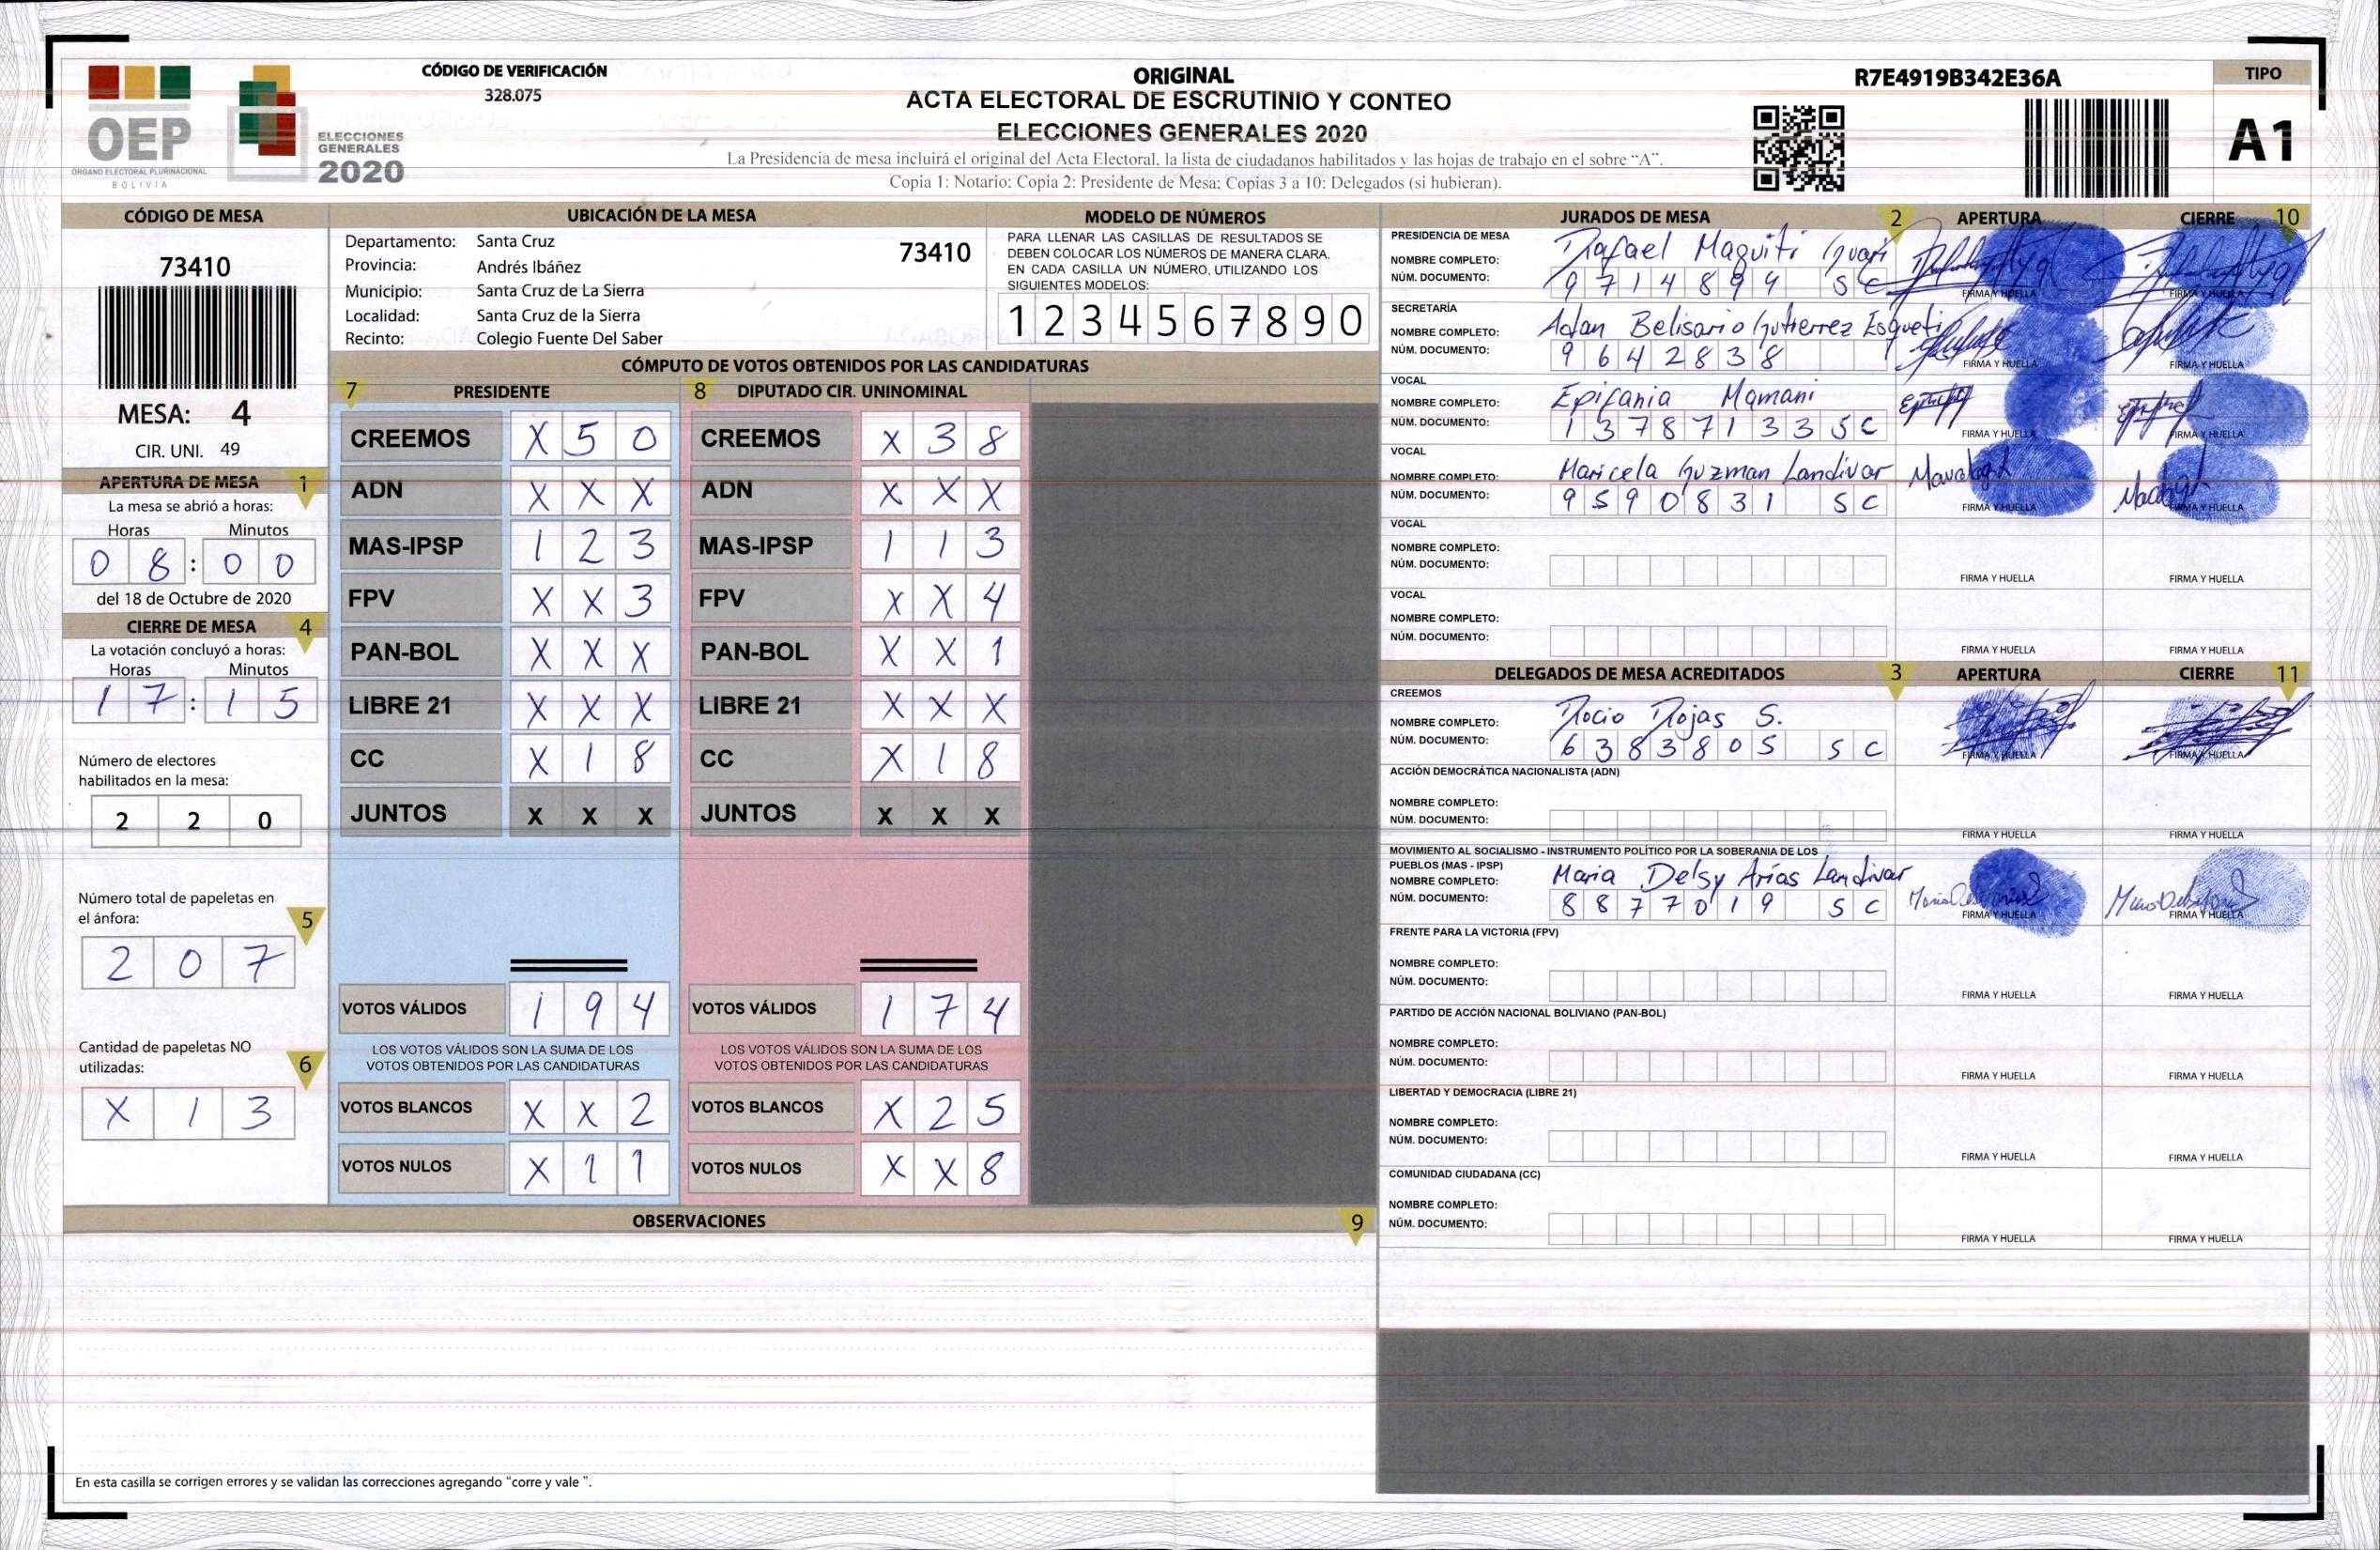 OEP
ÓRGANO ELECTORAL PLURINACIONAL
BOLIVIA
ELECCIONES
GENERALES
2020
CÓDIGO DE VERIFICACIÓN
328.075
ORIGINAL
ACTA ELECTORAL DE ESCRUTINIO Y CONTEO
ELECCIONES GENERALES 2020
La Presidencia de mesa incluirá el original del Acta Electoral, la lista de ciudadanos habilitados y las hojas de trabajo en el sobre “A”.
Copia 1: Notario; Copia 2: Presidente de Mesa; Copias 3 a 10: Delegados (si hubieran).
R7E4919B342E36A
TIPO
A1
CÓDIGO DE MESA
73410
MESA: 4
CIR. UNI. 49
APERTURA DE MESA 1
La mesa se abrió a horas:
Horas Minutos
0 8 : 0 0
del 18 de Octubre de 2020
CIERRE DE MESA 4
La votación concluyó a horas:
Horas Minutos
1 7 : 1 5
Número de electores
habilitados en la mesa:
2 2 0
Número total de papeletas en
el ánfora: 5
2 0 7
Cantidad de papeletas NO
utilizadas: 6
X 1 3
UBICACIÓN DE LA MESA
Departamento: Santa Cruz 73410
Provincia: Andrés Ibáñez
Municipio: Santa Cruz de La Sierra
Localidad: Santa Cruz de la Sierra
Recinto: Colegio Fuente Del Saber
MODELO DE NÚMEROS
PARA LLENAR LAS CASILLAS DE RESULTADOS SE
DEBEN COLOCAR LOS NÚMEROS DE MANERA CLARA.
EN CADA CASILLA UN NÚMERO, UTILIZANDO LOS
SIGUIENTES MODELOS:
1 2 3 4 5 6 7 8 9 0
CÓMPUTO DE VOTOS OBTENIDOS POR LAS CANDIDATURAS
7 PRESIDENTE 8 DIPUTADO CIR. UNINOMINAL
CREEMOS X 5 0 CREEMOS X 3 8
ADN X X X ADN X X X
MAS-IPSP 1 2 3 MAS-IPSP 1 1 3
FPV X X 3 FPV X X 4
PAN-BOL X X X PAN-BOL X X 1
LIBRE 21 X X X LIBRE 21 X X X
CC X 1 8 CC X 1 8
JUNTOS X X X JUNTOS X X X
VOTOS VÁLIDOS 1 9 4 VOTOS VÁLIDOS 1 7 4
LOS VOTOS VÁLIDOS SON LA SUMA DE LOS LOS VOTOS VÁLIDOS SON LA SUMA DE LOS
VOTOS OBTENIDOS POR LAS CANDIDATURAS VOTOS OBTENIDOS POR LAS CANDIDATURAS
VOTOS BLANCOS X X 2 VOTOS BLANCOS X 2 5
VOTOS NULOS X 1 1 VOTOS NULOS X X 8
OBSERVACIONES 9
En esta casilla se corrigen errores y se validan las correcciones agregando “corre y vale ”.
JURADOS DE MESA 2 APERTURA CIERRE 10
PRESIDENCIA DE MESA
NOMBRE COMPLETO: Rafael Maquiti
NÚM. DOCUMENTO: 9 7 1 4 8 9 9 S C
FIRMA Y HUELLA FIRMA Y HUELLA
SECRETARÍA
NOMBRE COMPLETO: Adan Belisario Gutierrez
NÚM. DOCUMENTO: 9 6 4 2 8 3 8
FIRMA Y HUELLA FIRMA Y HUELLA
VOCAL
NOMBRE COMPLETO: Epifania Mamani
NÚM. DOCUMENTO: 1 3 7 8 7 1 3 3 S C
FIRMA Y HUELLA FIRMA Y HUELLA
VOCAL
NOMBRE COMPLETO: Maricela Guzman Landivar
NÚM. DOCUMENTO: 9 5 9 0 8 3 1 S C
FIRMA Y HUELLA FIRMA Y HUELLA
VOCAL
NOMBRE COMPLETO:
NÚM. DOCUMENTO:
FIRMA Y HUELLA FIRMA Y HUELLA
VOCAL
NOMBRE COMPLETO:
NÚM. DOCUMENTO:
FIRMA Y HUELLA FIRMA Y HUELLA
DELEGADOS DE MESA ACREDITADOS 3 APERTURA CIERRE 11
CREEMOS
NOMBRE COMPLETO: Rocio Rojas S.
NÚM. DOCUMENTO: 6 3 8 3 8 0 5 S C
FIRMA Y HUELLA FIRMA Y HUELLA
ACCIÓN DEMOCRÁTICA NACIONALISTA (ADN)
NOMBRE COMPLETO:
NÚM. DOCUMENTO:
FIRMA Y HUELLA FIRMA Y HUELLA
MOVIMIENTO AL SOCIALISMO - INSTRUMENTO POLÍTICO POR LA SOBERANIA DE LOS
PUEBLOS (MAS - IPSP)
NOMBRE COMPLETO: Maria Delsy Arias Landivar
NÚM. DOCUMENTO: 8 8 7 7 0 1 9 S C
FIRMA Y HUELLA FIRMA Y HUELLA
FRENTE PARA LA VICTORIA (FPV)
NOMBRE COMPLETO:
NÚM. DOCUMENTO:
FIRMA Y HUELLA FIRMA Y HUELLA
PARTIDO DE ACCIÓN NACIONAL BOLIVIANO (PAN-BOL)
NOMBRE COMPLETO:
NÚM. DOCUMENTO:
FIRMA Y HUELLA FIRMA Y HUELLA
LIBERTAD Y DEMOCRACIA (LIBRE 21)
NOMBRE COMPLETO:
NÚM. DOCUMENTO:
FIRMA Y HUELLA FIRMA Y HUELLA
COMUNIDAD CIUDADANA (CC)
NOMBRE COMPLETO:
NÚM. DOCUMENTO:
FIRMA Y HUELLA FIRMA Y HUELLA